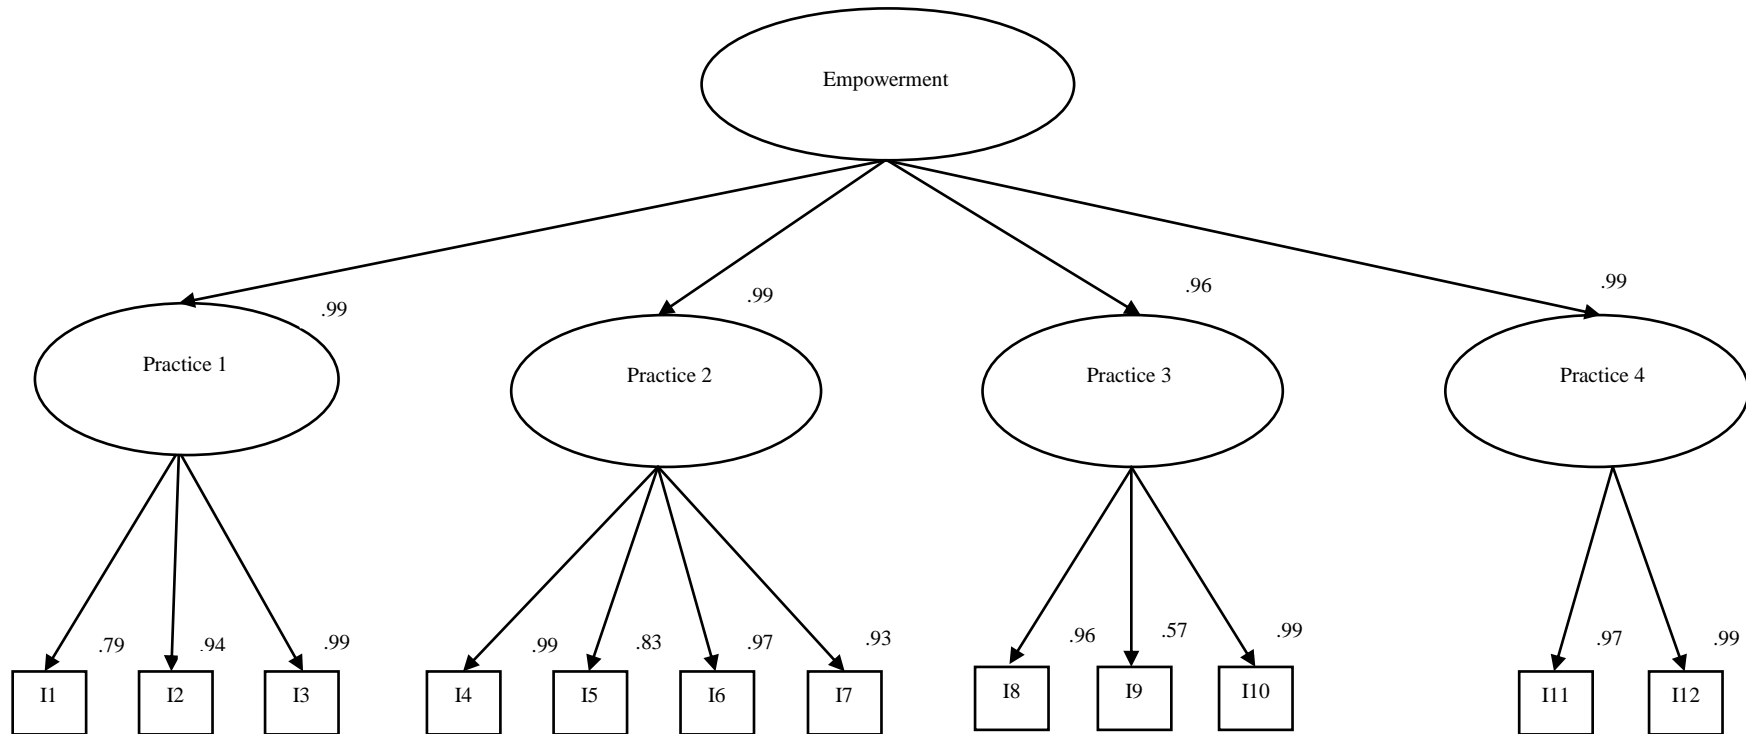 Empowerment
.99
.99
.96
.99
Practice 1
Practice 2
Practice 3
Practice 4
.79
.94
.99
.99
.83
.97
.93
.96
.57
.99
.97
.99
I1
I2
I3
I4
I5
I6
I7
I8
I9
I10
I11
I12